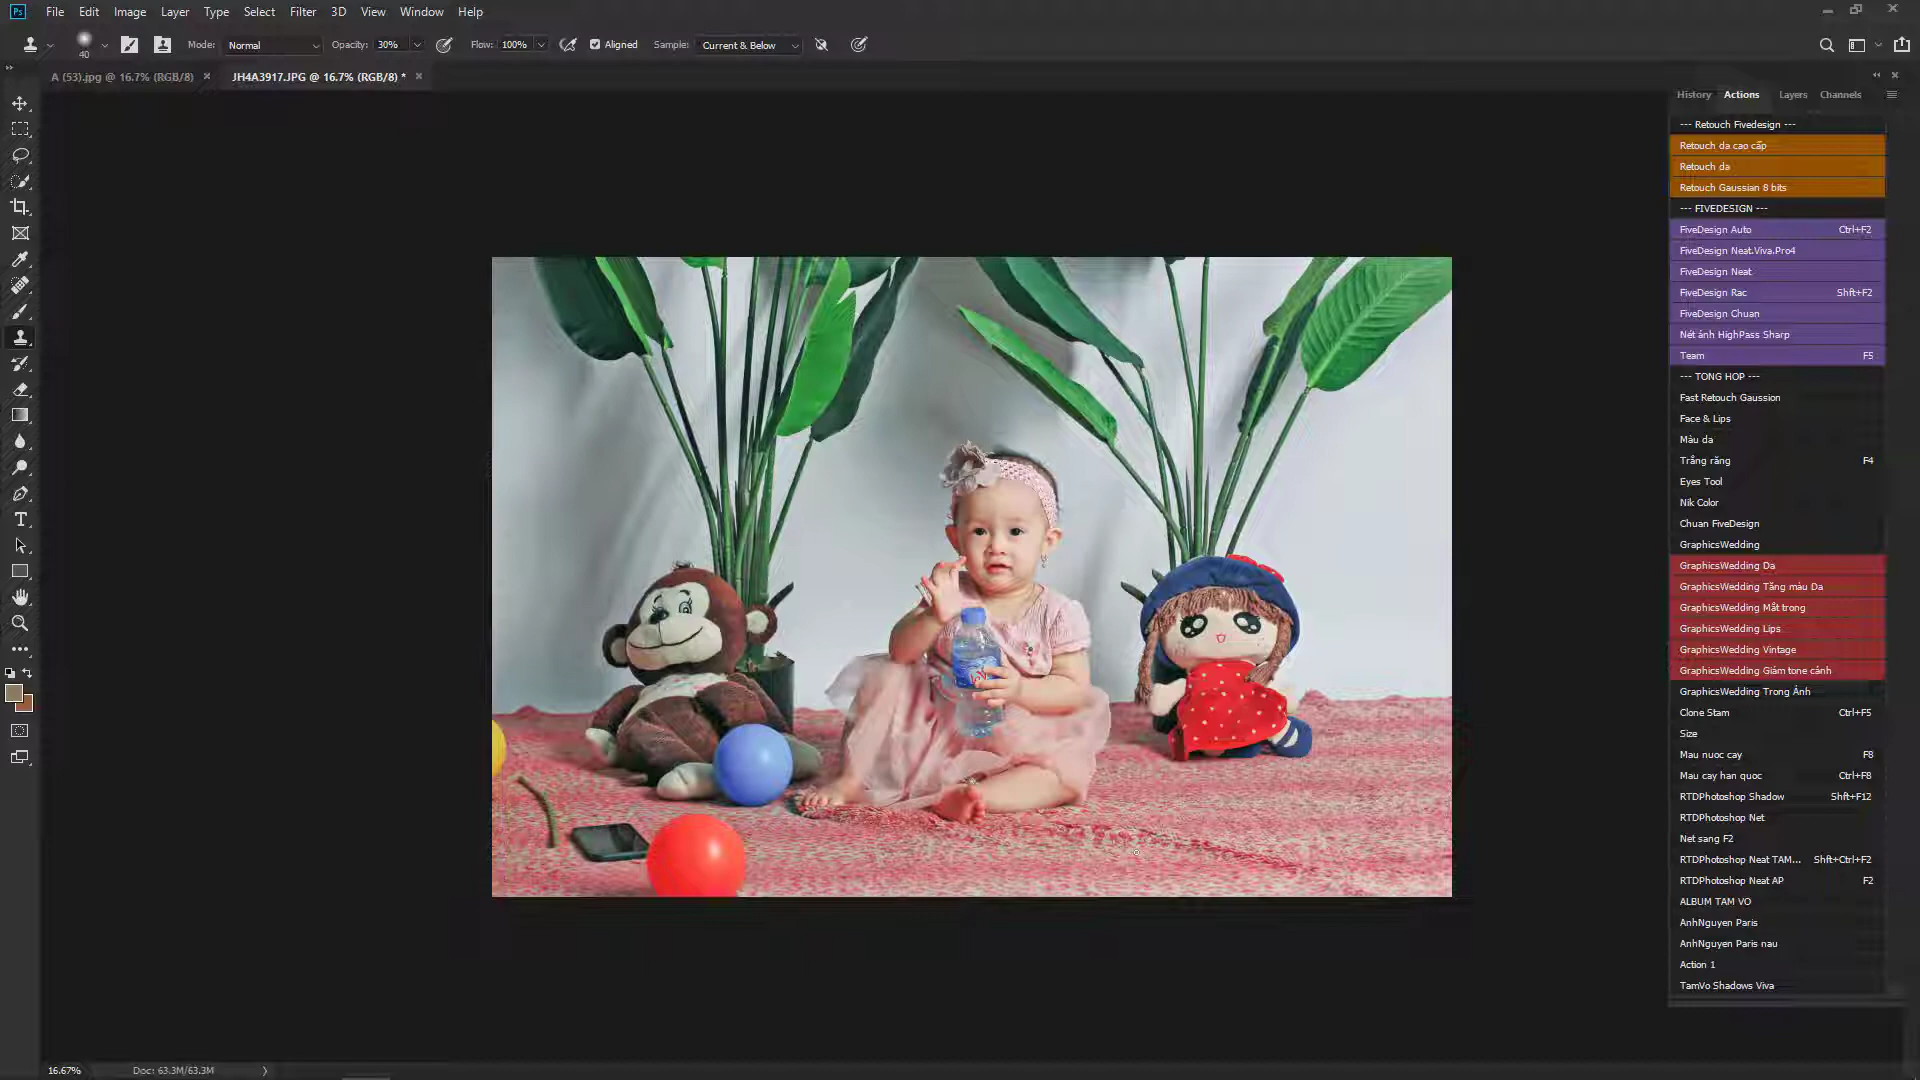 Ps File Edit Image Layer Type Select Filter 3D View Window Help
40 Mode: Normal Opacity: 30% Flow: 100% Aligned Sample: Current & Below
A (53).jpg @ 16.7% (RGB/8) × JH4A3917.JPG @ 16.7% (RGB/8) * ×
History Actions Layers Channels
--- Retouch Fivedesign ---
Retouch da cao cấp
Retouch da
Retouch Gaussian 8 bits
--- FIVEDESIGN ---
FiveDesign Auto Ctrl+F2
FiveDesign Neat.Viva.Pro4
FiveDesign Neat
FiveDesign Rac Shft+F2
FiveDesign Chuan
Nét ảnh HighPass Sharp
Team F5
--- TONG HOP ---
Fast Retouch Gaussion
Face & Lips
Màu da
Trắng răng F4
Eyes Tool
Nik Color
Chuan FiveDesign
GraphicsWedding
GraphicsWedding Da
GraphicsWedding Tăng màu Da
GraphicsWedding Mắt trong
GraphicsWedding Lips
GraphicsWedding Vintage
GraphicsWedding Giảm tone cảnh
GraphicsWedding Trong Ảnh
Clone Stam Ctrl+F5
Size
Mau nuoc cay F8
Mau cay han quoc Ctrl+F8
RTDPhotoshop Shadow Shft+F12
RTDPhotoshop Net
Net sang F2
RTDPhotoshop Neat TAM... Shft+Ctrl+F2
RTDPhotoshop Neat AP F2
ALBUM TAM VO
AnhNguyen Paris
AnhNguyen Paris nau
Action 1
TamVo Shadows Viva
16.67% Doc: 63.3M/63.3M